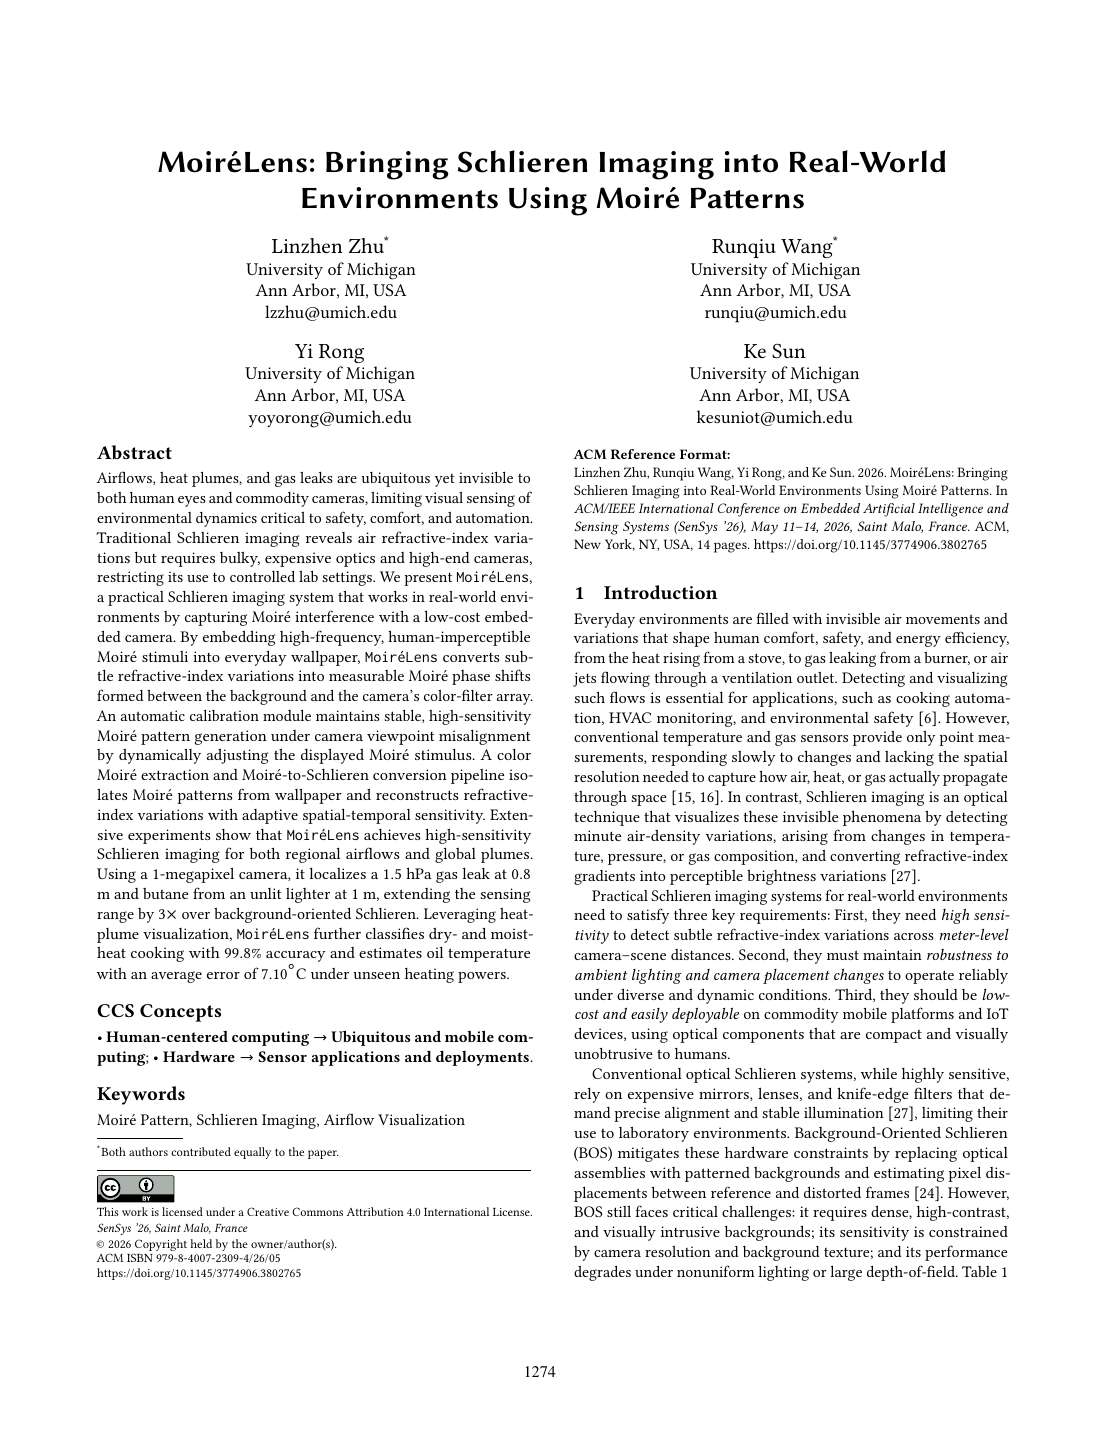 MoiréLens: Bringing Schlieren Imaging into Real-World
Environments Using Moiré Patterns
Linzhen Zhu*
University of Michigan
Ann Arbor, MI, USA
lzzhu@umich.edu
Runqiu Wang*
University of Michigan
Ann Arbor, MI, USA
runqiu@umich.edu
Yi Rong
University of Michigan
Ann Arbor, MI, USA
yoyorong@umich.edu
Ke Sun
University of Michigan
Ann Arbor, MI, USA
kesuniot@umich.edu
Abstract
Airflows, heat plumes, and gas leaks are ubiquitous yet invisible to
both human eyes and commodity cameras, limiting visual sensing of
environmental dynamics critical to safety, comfort, and automation.
Traditional Schlieren imaging reveals air refractive-index varia-
tions but requires bulky, expensive optics and high-end cameras,
restricting its use to controlled lab settings. We present MoiréLens,
a practical Schlieren imaging system that works in real-world envi-
ronments by capturing Moiré interference with a low-cost embed-
ded camera. By embedding high-frequency, human-imperceptible
Moiré stimuli into everyday wallpaper, MoiréLens converts sub-
tle refractive-index variations into measurable Moiré phase shifts
formed between the background and the camera's color-filter array.
An automatic calibration module maintains stable, high-sensitivity
Moiré pattern generation under camera viewpoint misalignment
by dynamically adjusting the displayed Moiré stimulus. A color
Moiré extraction and Moiré-to-Schlieren conversion pipeline iso-
lates Moiré patterns from wallpaper and reconstructs refractive-
index variations with adaptive spatial-temporal sensitivity. Exten-
sive experiments show that MoiréLens achieves high-sensitivity
Schlieren imaging for both regional airflows and global plumes.
Using a 1-megapixel camera, it localizes a 1.5 hPa gas leak at 0.8
m and butane from an unlit lighter at 1 m, extending the sensing
range by 3× over background-oriented Schlieren. Leveraging heat-
plume visualization, MoiréLens further classifies dry- and moist-
heat cooking with 99.8% accuracy and estimates oil temperature
with an average error of 7.10°C under unseen heating powers.
CCS Concepts
• Human-centered computing → Ubiquitous and mobile com-
puting; • Hardware → Sensor applications and deployments.
Keywords
Moiré Pattern, Schlieren Imaging, Airflow Visualization
*Both authors contributed equally to the paper.
cc BY
This work is licensed under a Creative Commons Attribution 4.0 International License.
SenSys '26, Saint Malo, France
© 2026 Copyright held by the owner/author(s).
ACM ISBN 979-8-4007-2309-4/26/05
https://doi.org/10.1145/3774906.3802765
ACM Reference Format:
Linzhen Zhu, Runqiu Wang, Yi Rong, and Ke Sun. 2026. MoiréLens: Bringing
Schlieren Imaging into Real-World Environments Using Moiré Patterns. In
ACM/IEEE International Conference on Embedded Artificial Intelligence and
Sensing Systems (SenSys '26), May 11–14, 2026, Saint Malo, France. ACM,
New York, NY, USA, 14 pages. https://doi.org/10.1145/3774906.3802765
1 Introduction
Everyday environments are filled with invisible air movements and
variations that shape human comfort, safety, and energy efficiency,
from the heat rising from a stove, to gas leaking from a burner, or air
jets flowing through a ventilation outlet. Detecting and visualizing
such flows is essential for applications, such as cooking automa-
tion, HVAC monitoring, and environmental safety [6]. However,
conventional temperature and gas sensors provide only point mea-
surements, responding slowly to changes and lacking the spatial
resolution needed to capture how air, heat, or gas actually propagate
through space [15, 16]. In contrast, Schlieren imaging is an optical
technique that visualizes these invisible phenomena by detecting
minute air-density variations, arising from changes in tempera-
ture, pressure, or gas composition, and converting refractive-index
gradients into perceptible brightness variations [27].
Practical Schlieren imaging systems for real-world environments
need to satisfy three key requirements: First, they need high sensi-
tivity to detect subtle refractive-index variations across meter-level
camera–scene distances. Second, they must maintain robustness to
ambient lighting and camera placement changes to operate reliably
under diverse and dynamic conditions. Third, they should be low-
cost and easily deployable on commodity mobile platforms and IoT
devices, using optical components that are compact and visually
unobtrusive to humans.
Conventional optical Schlieren systems, while highly sensitive,
rely on expensive mirrors, lenses, and knife-edge filters that de-
mand precise alignment and stable illumination [27], limiting their
use to laboratory environments. Background-Oriented Schlieren
(BOS) mitigates these hardware constraints by replacing optical
assemblies with patterned backgrounds and estimating pixel dis-
placements between reference and distorted frames [24]. However,
BOS still faces critical challenges: it requires dense, high-contrast,
and visually intrusive backgrounds; its sensitivity is constrained
by camera resolution and background texture; and its performance
degrades under nonuniform lighting or large depth-of-field. Table 1
1274